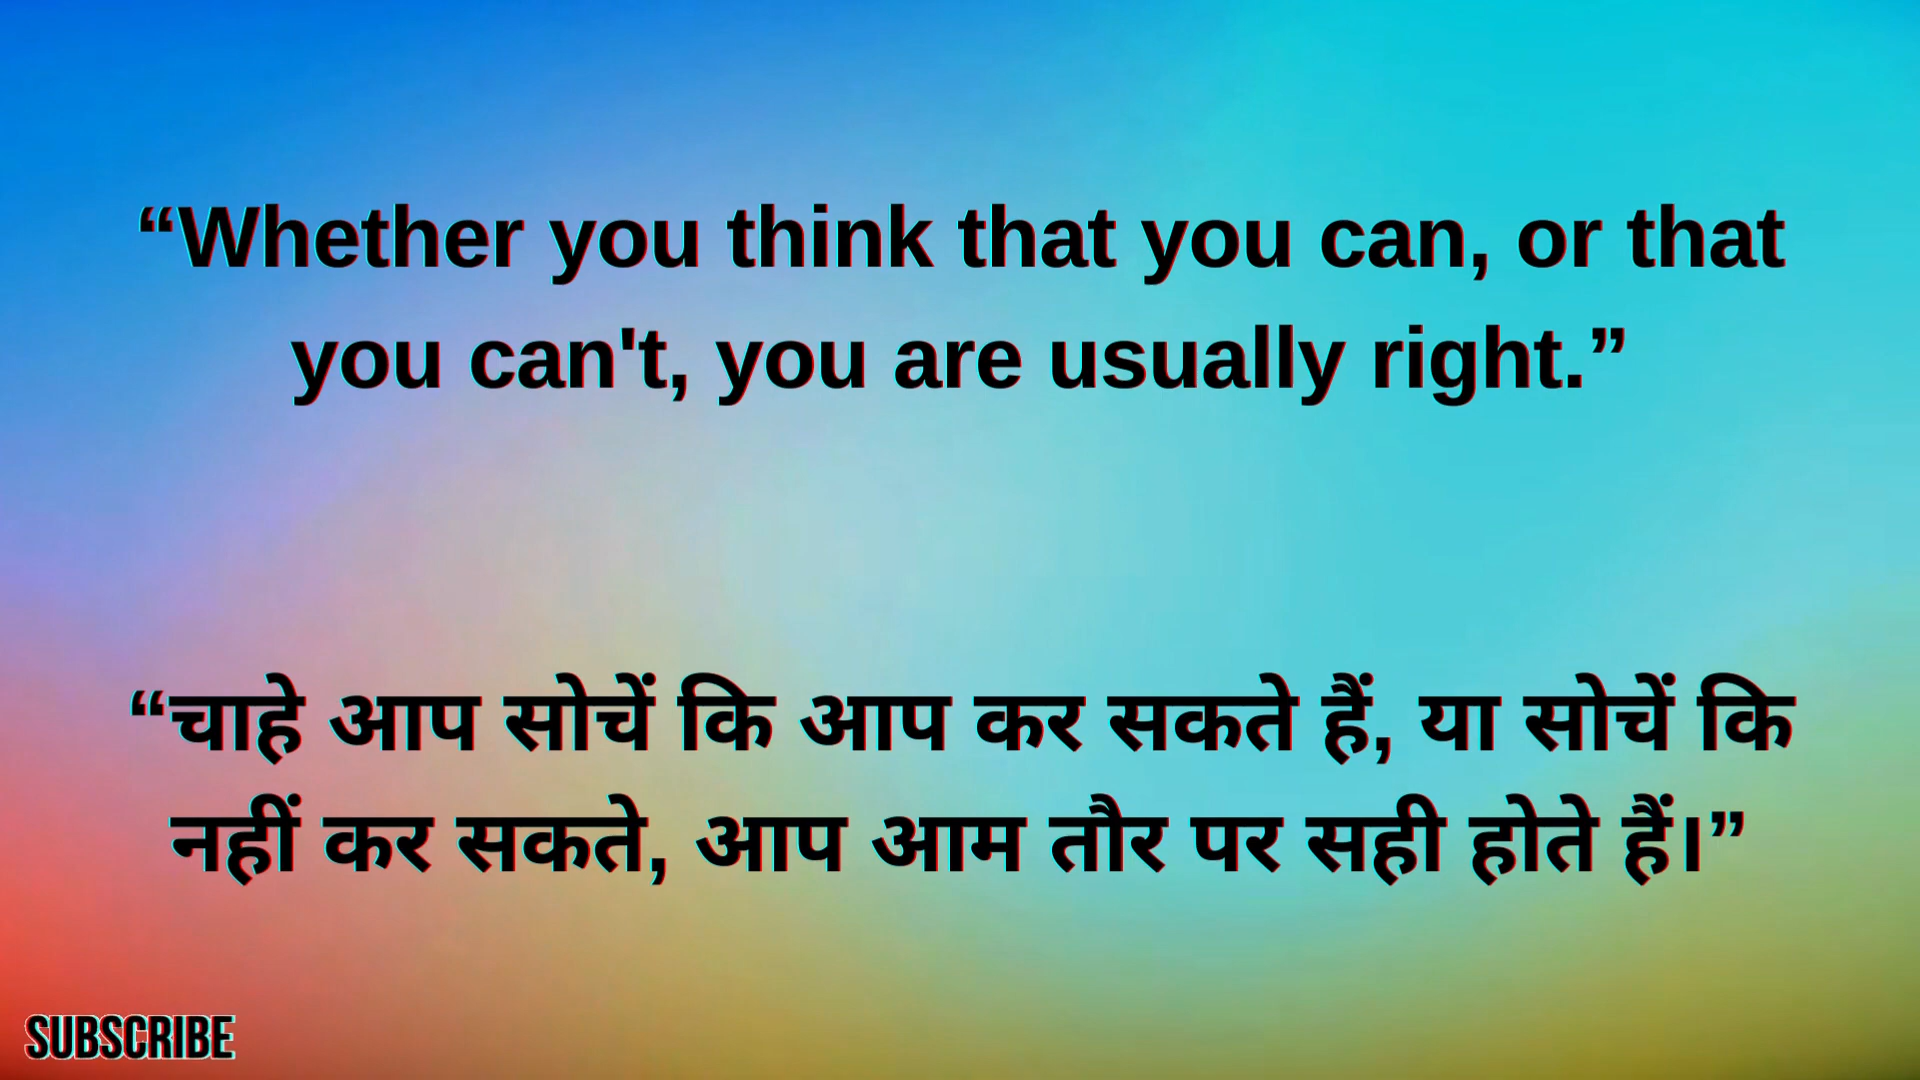 “Whether you think that you can, or that
you can't, you are usually right.”
“चाहे आप सोचें कि आप कर सकते हैं, या सोचें कि
नहीं कर सकते, आप आम तौर पर सही होते हैं।”
SUBSCRIBE